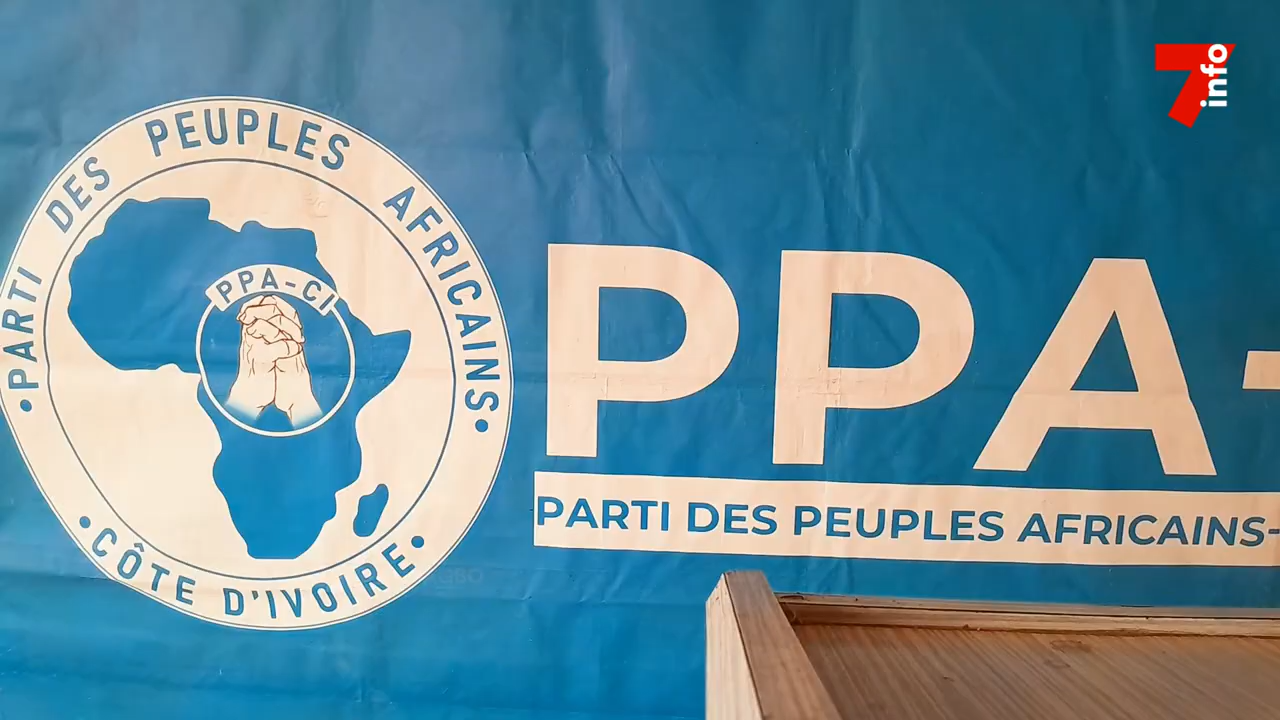 7
info
PARTI DES PEUPLES AFRICAINS
PPA-CI
CÔTE D'IVOIRE
PPA-
PARTI DES PEUPLES AFRICAINS-